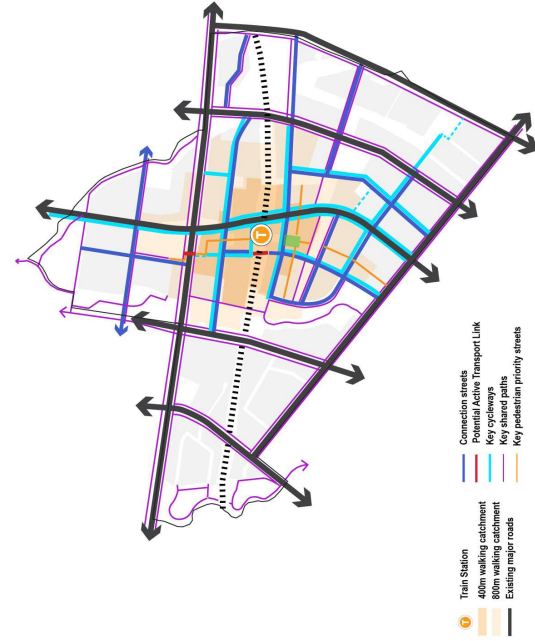 T
Connection streets
Potential Active Transport Link
Key cycleways
Key shared paths
Key pedestrian priority streets
T
Train Station
400m walking catchment
800m walking catchment
Existing major roads